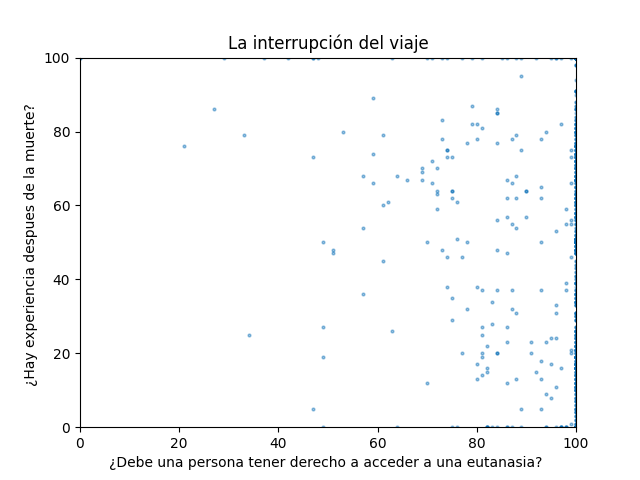 La interrupción del viaje
¿Hay experiencia despues de la muerte?
100
80
60
40
20
0
0 20 40 60 80 100
¿Debe una persona tener derecho a acceder a una eutanasia?